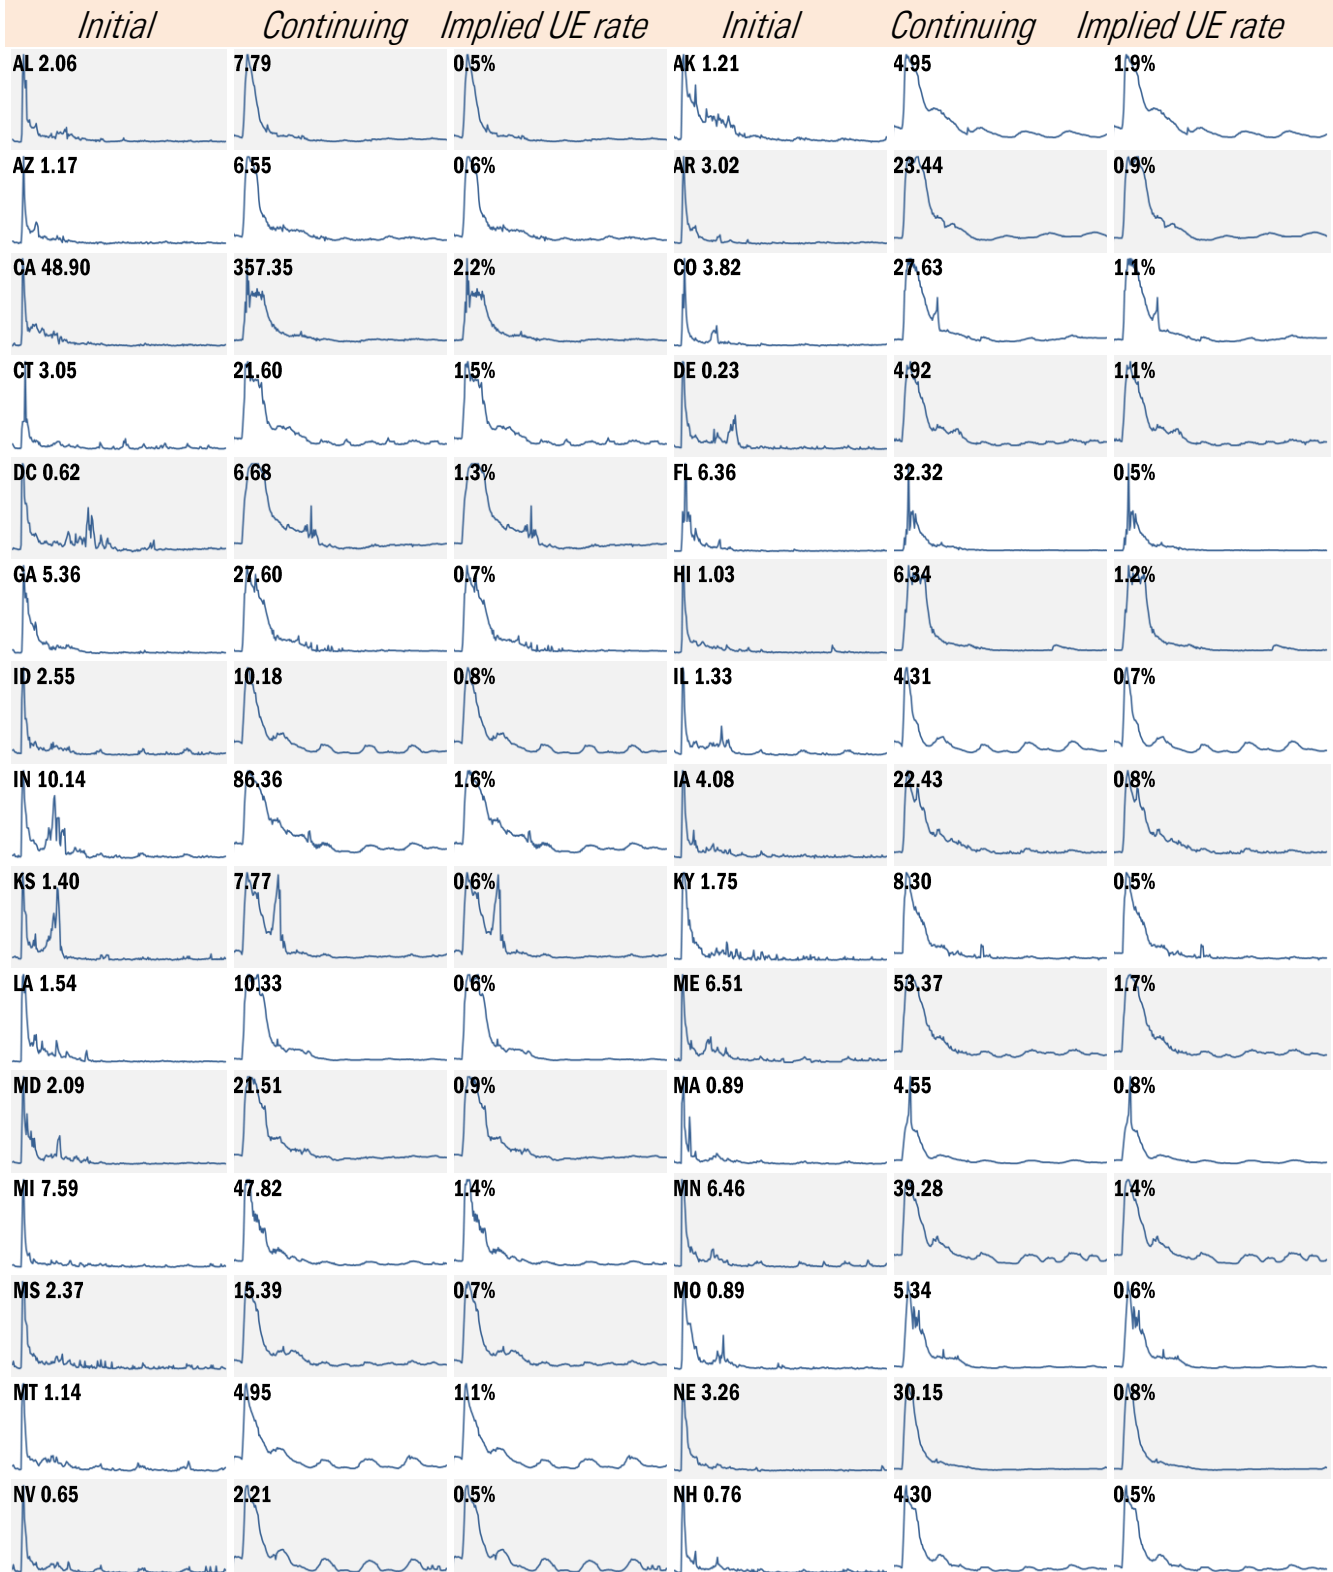 Initial Continuing Implied UE rate Initial Continuing Implied UE rate
AL 2.06 7.79 0.5% AK 1.21 4.95 1.9%
AZ 1.17 6.55 0.6% AR 3.02 23.44 0.9%
CA 48.90 357.35 2.2% CO 3.82 27.63 1.1%
CT 3.05 21.60 1.5% DE 0.23 4.92 1.1%
DC 0.62 6.68 1.3% FL 6.36 32.32 0.5%
GA 5.36 27.60 0.7% HI 1.03 6.34 1.2%
ID 2.55 10.18 0.8% IL 1.33 4.31 0.7%
IN 10.14 86.36 1.6% IA 4.08 22.43 0.8%
KS 1.40 7.77 0.6% KY 1.75 8.30 0.5%
LA 1.54 10.33 0.6% ME 6.51 53.37 1.7%
MD 2.09 21.51 0.9% MA 0.89 4.55 0.8%
MI 7.59 47.82 1.4% MN 6.46 39.28 1.4%
MS 2.37 15.39 0.7% MO 0.89 5.34 0.6%
MT 1.14 4.95 1.1% NE 3.26 30.15 0.8%
NV 0.65 2.21 0.5% NH 0.76 4.30 0.5%